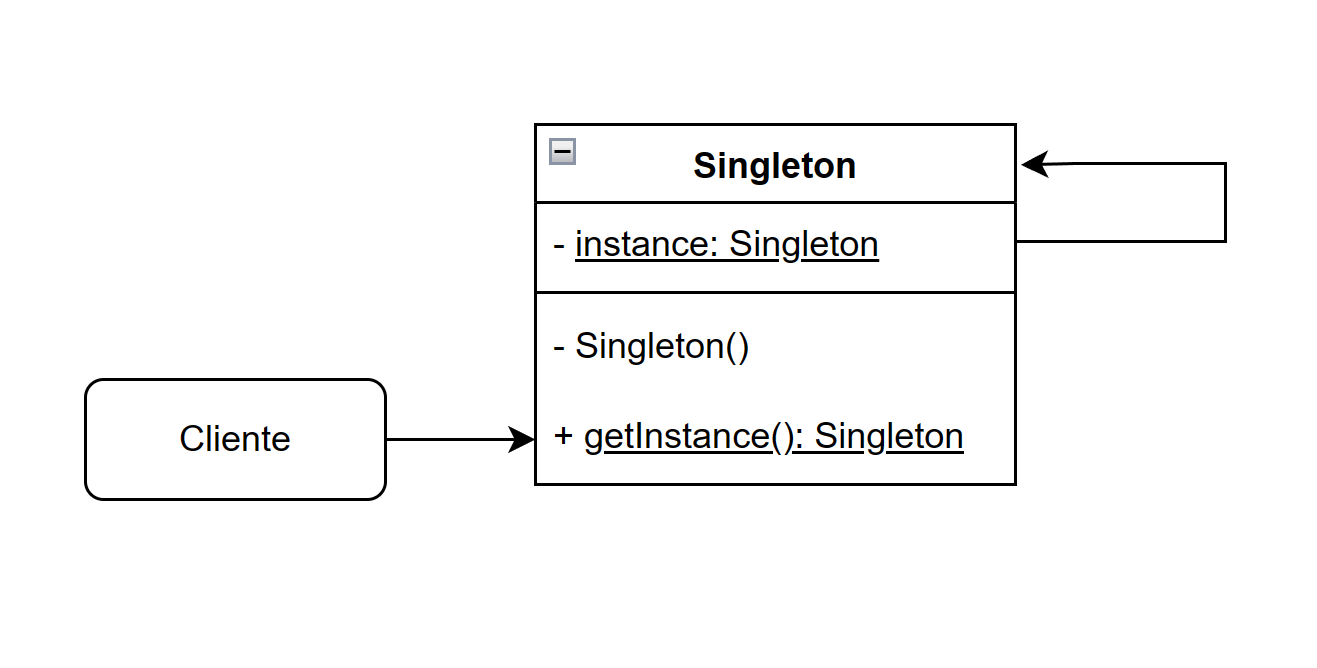 Singleton
- instance: Singleton
- Singleton()
Cliente
+ getInstance(): Singleton